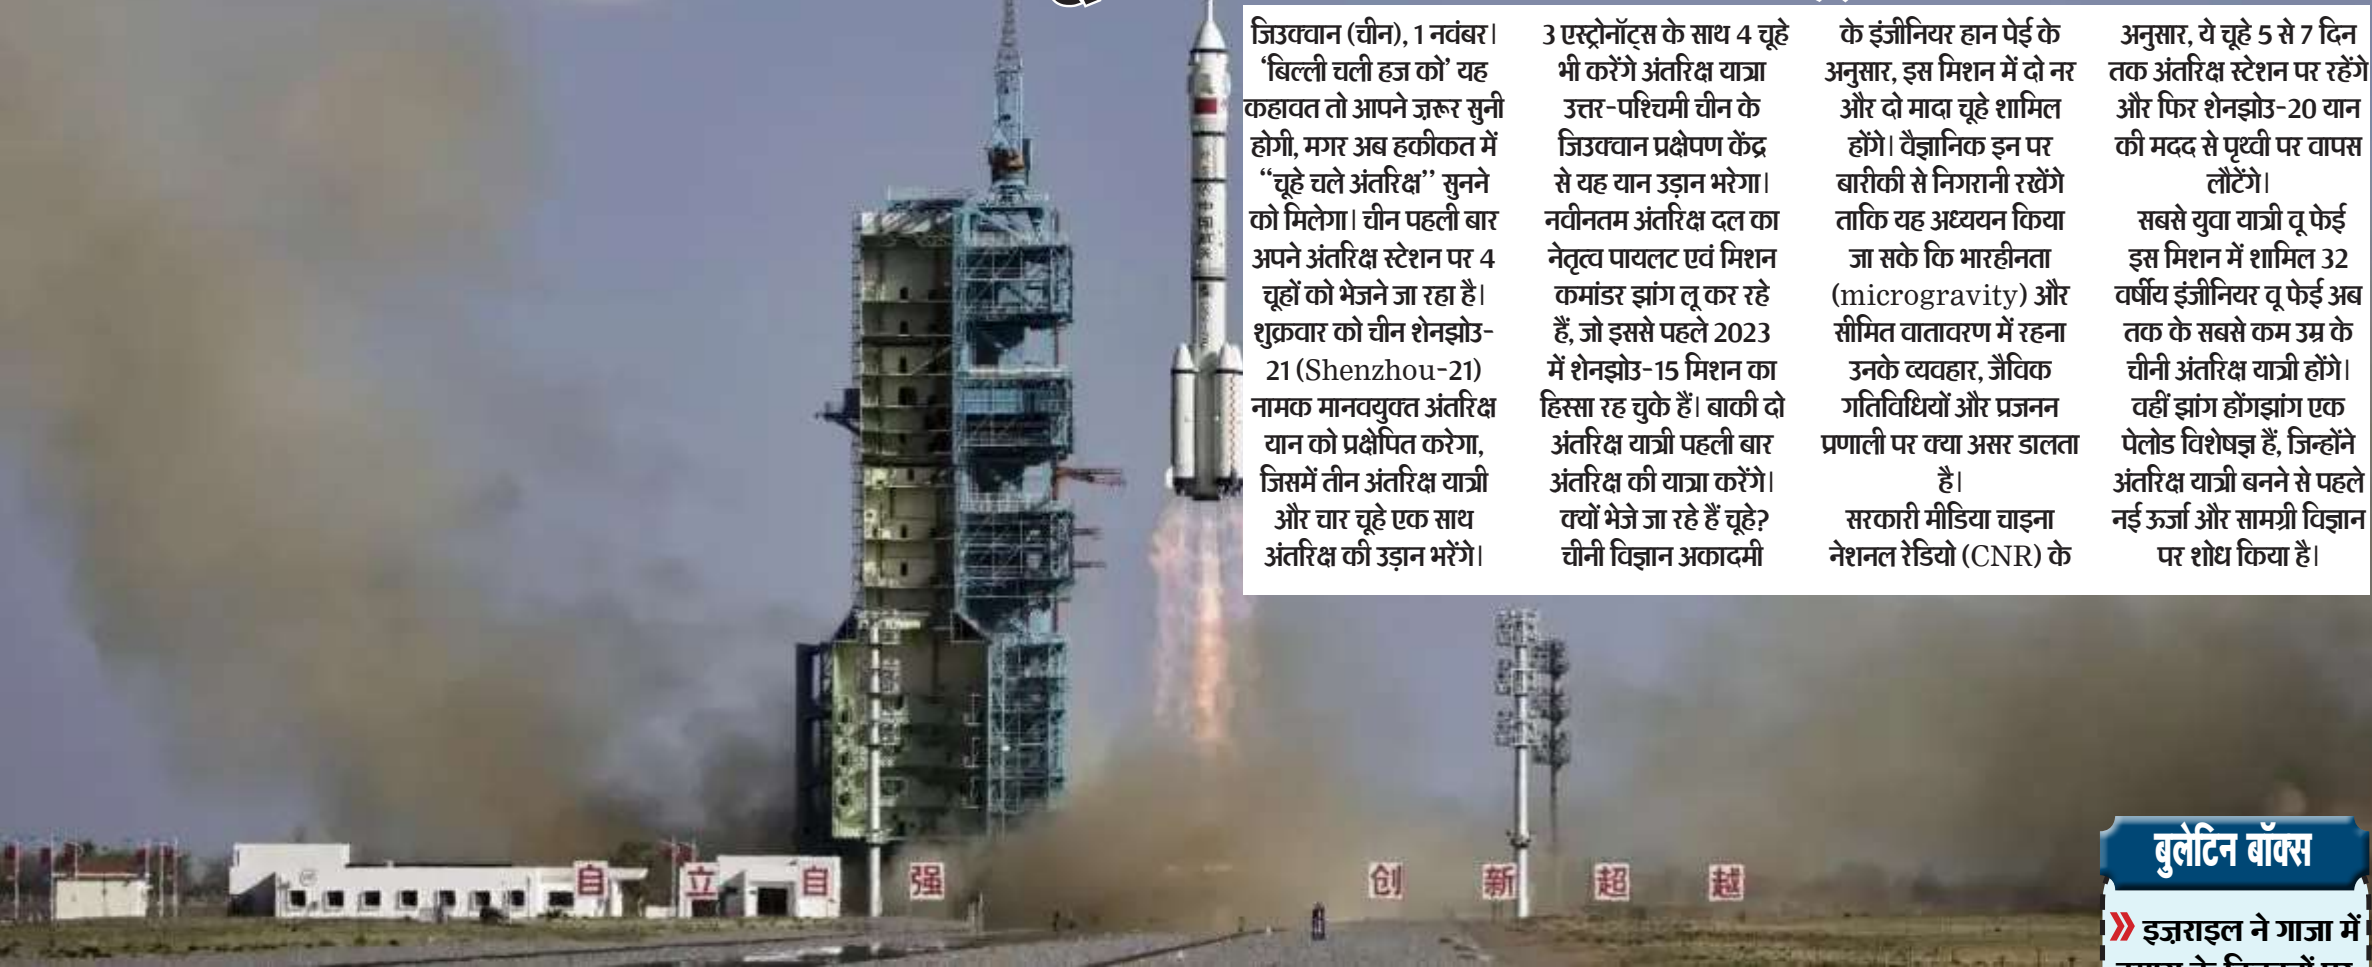 जिउक्वान (चीन), 1 नवंबर।
‘बिल्ली चली हज को’ यह
कहावत तो आपने ज़रूर सुनी
होगी, मगर अब हकीकत में
‘‘चूहे चले अंतरिक्ष’’ सुनने
को मिलेगा। चीन पहली बार
अपने अंतरिक्ष स्टेशन पर 4
चूहों को भेजने जा रहा है।
शुक्रवार को चीन शेनझोउ-
21 (Shenzhou-21)
नामक मानवयुक्त अंतरिक्ष
यान को प्रक्षेपित करेगा,
जिसमें तीन अंतरिक्ष यात्री
और चार चूहे एक साथ
अंतरिक्ष की उड़ान भरेंगे।
3 एस्ट्रोनॉट्स के साथ 4 चूहे
भी करेंगे अंतरिक्ष यात्रा
उत्तर-पश्चिमी चीन के
जिउक्वान प्रक्षेपण केंद्र
से यह यान उड़ान भरेगा।
नवीनतम अंतरिक्ष दल का
नेतृत्व पायलट एवं मिशन
कमांडर झांग लू कर रहे
हैं, जो इससे पहले 2023
में शेनझोउ-15 मिशन का
हिस्सा रह चुके हैं। बाकी दो
अंतरिक्ष यात्री पहली बार
अंतरिक्ष की यात्रा करेंगे।
क्यों भेजे जा रहे हैं चूहे?
चीनी विज्ञान अकादमी
के इंजीनियर हान पेई के
अनुसार, इस मिशन में दो नर
और दो मादा चूहे शामिल
होंगे। वैज्ञानिक इन पर
बारीकी से निगरानी रखेंगे
ताकि यह अध्ययन किया
जा सके कि भारहीनता
(microgravity) और
सीमित वातावरण में रहना
उनके व्यवहार, जैविक
गतिविधियों और प्रजनन
प्रणाली पर क्या असर डालता
है।
सरकारी मीडिया चाइना
नेशनल रेडियो (CNR) के
अनुसार, ये चूहे 5 से 7 दिन
तक अंतरिक्ष स्टेशन पर रहेंगे
और फिर शेनझोउ-20 यान
की मदद से पृथ्वी पर वापस
लौटेंगे।
सबसे युवा यात्री वू फेई
इस मिशन में शामिल 32
वर्षीय इंजीनियर वू फेई अब
तक के सबसे कम उम्र के
चीनी अंतरिक्ष यात्री होंगे।
वहीं झांग होंगझांग एक
पेलोड विशेषज्ञ हैं, जिन्होंने
अंतरिक्ष यात्री बनने से पहले
नई ऊर्जा और सामग्री विज्ञान
पर शोध किया है।
中国航天
自立自强 创新超越
बुलेटिन बॉक्स
इज़राइल ने गाजा में